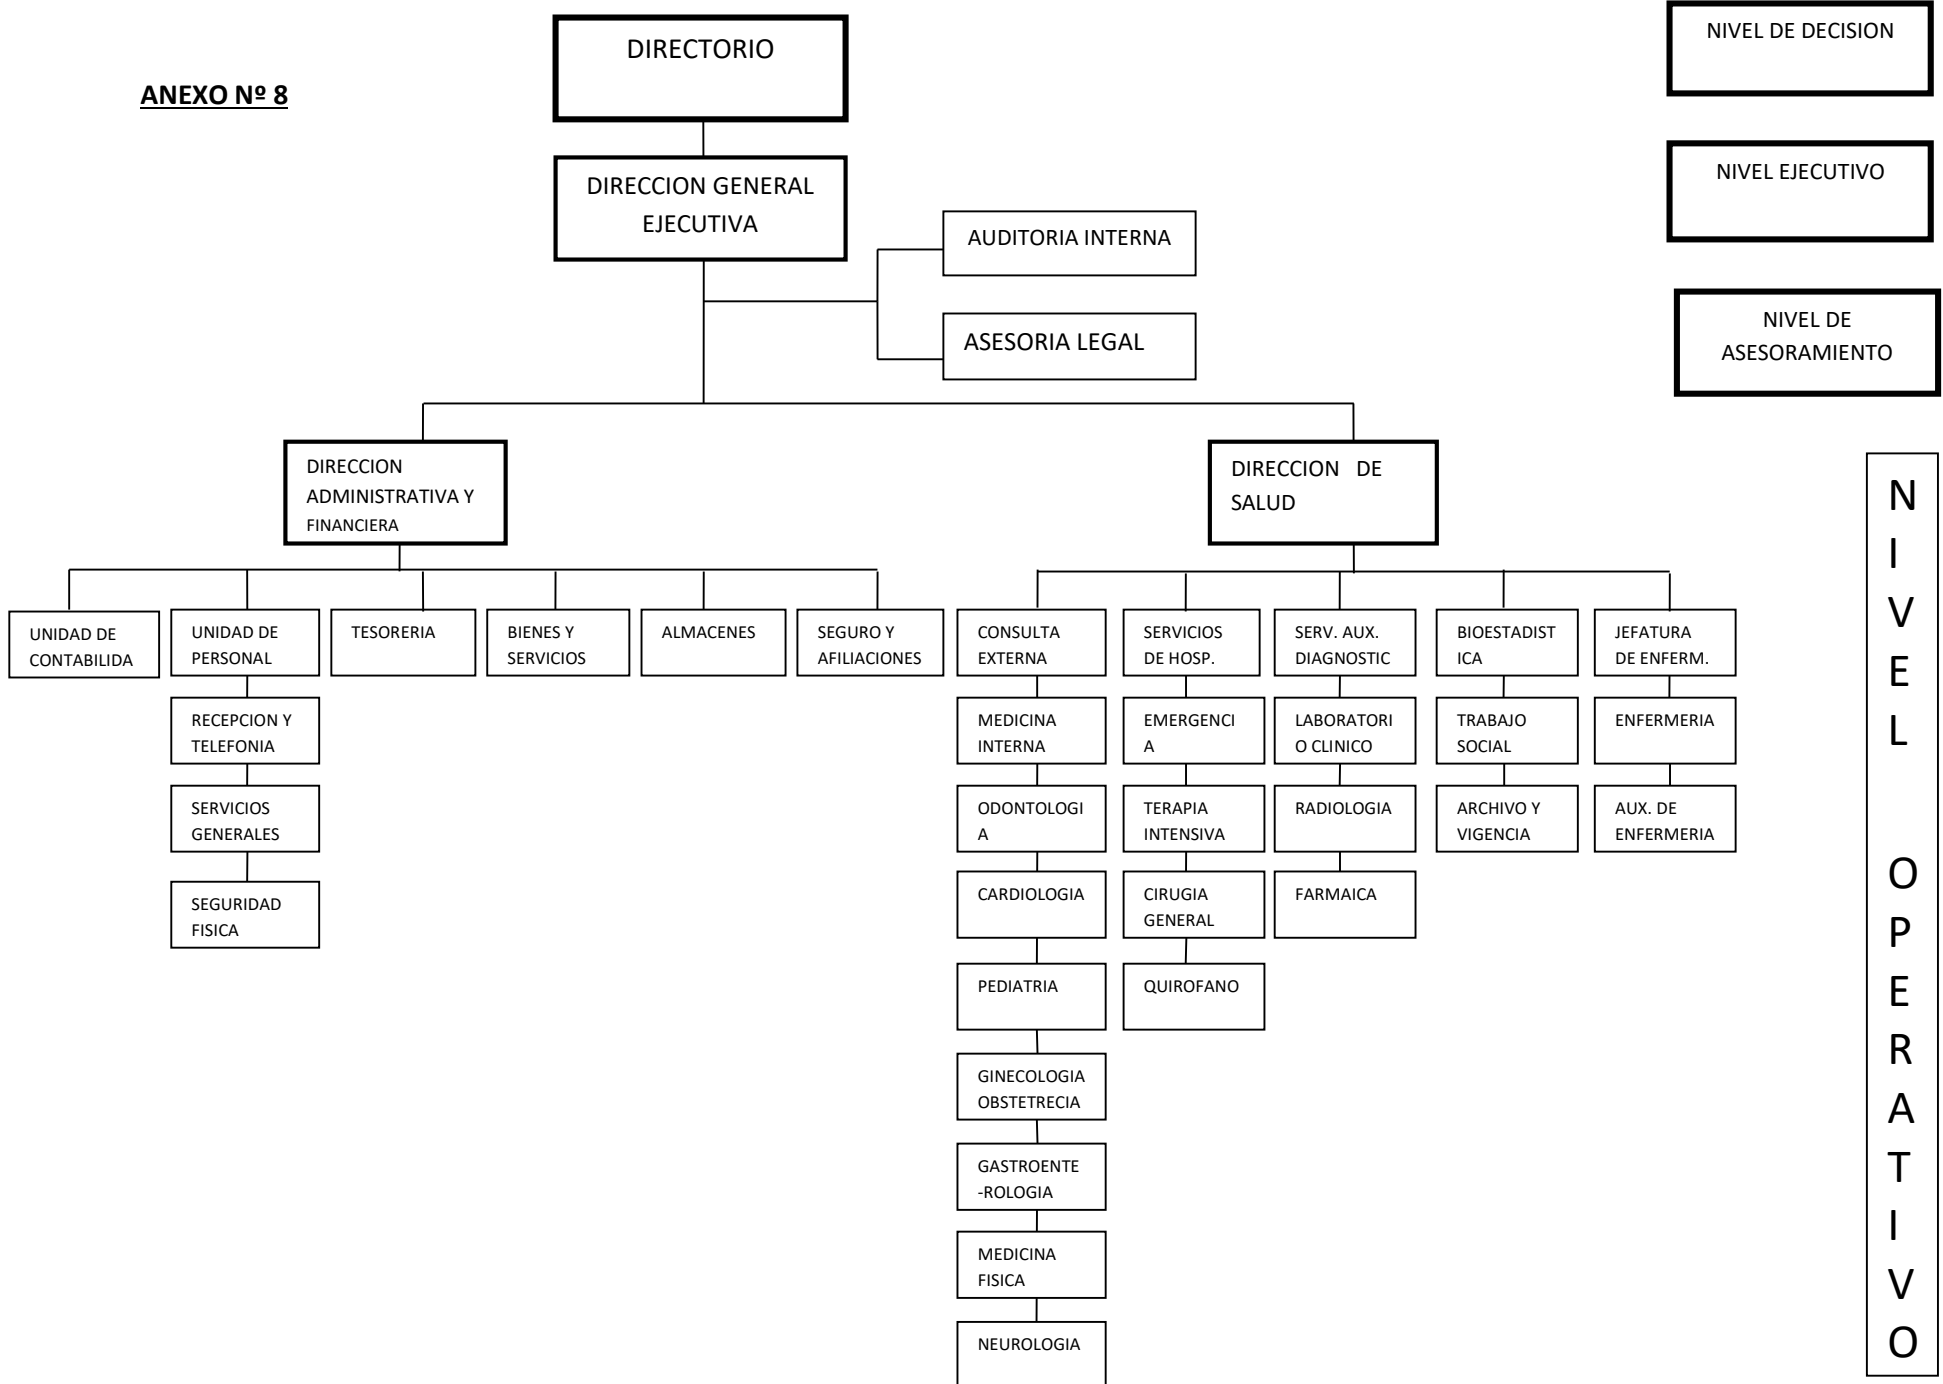 ANEXO Nº 8
DIRECTORIO
NIVEL DE DECISION
DIRECCION GENERAL
EJECUTIVA
NIVEL EJECUTIVO
AUDITORIA INTERNA
ASESORIA LEGAL
NIVEL DE
ASESORAMIENTO
DIRECCION
ADMINISTRATIVA Y
FINANCIERA
DIRECCION DE
SALUD
UNIDAD DE
CONTABILIDA
UNIDAD DE
PERSONAL
TESORERIA
BIENES Y
SERVICIOS
ALMACENES
SEGURO Y
AFILIACIONES
CONSULTA
EXTERNA
SERVICIOS
DE HOSP.
SERV. AUX.
DIAGNOSTIC
BIOESTADIST
ICA
JEFATURA
DE ENFERM.
RECEPCION Y
TELEFONIA
SERVICIOS
GENERALES
SEGURIDAD
FISICA
MEDICINA
INTERNA
ODONTOLOGI
A
CARDIOLOGIA
PEDIATRIA
GINECOLOGIA
OBSTETRECIA
GASTROENTE
-ROLOGIA
MEDICINA
FISICA
NEUROLOGIA
EMERGENCI
A
TERAPIA
INTENSIVA
CIRUGIA
GENERAL
QUIROFANO
LABORATORI
O CLINICO
RADIOLOGIA
FARMAICA
TRABAJO
SOCIAL
ARCHIVO Y
VIGENCIA
ENFERMERIA
AUX. DE
ENFERMERIA
N
I
V
E
L
O
P
E
R
A
T
I
V
O